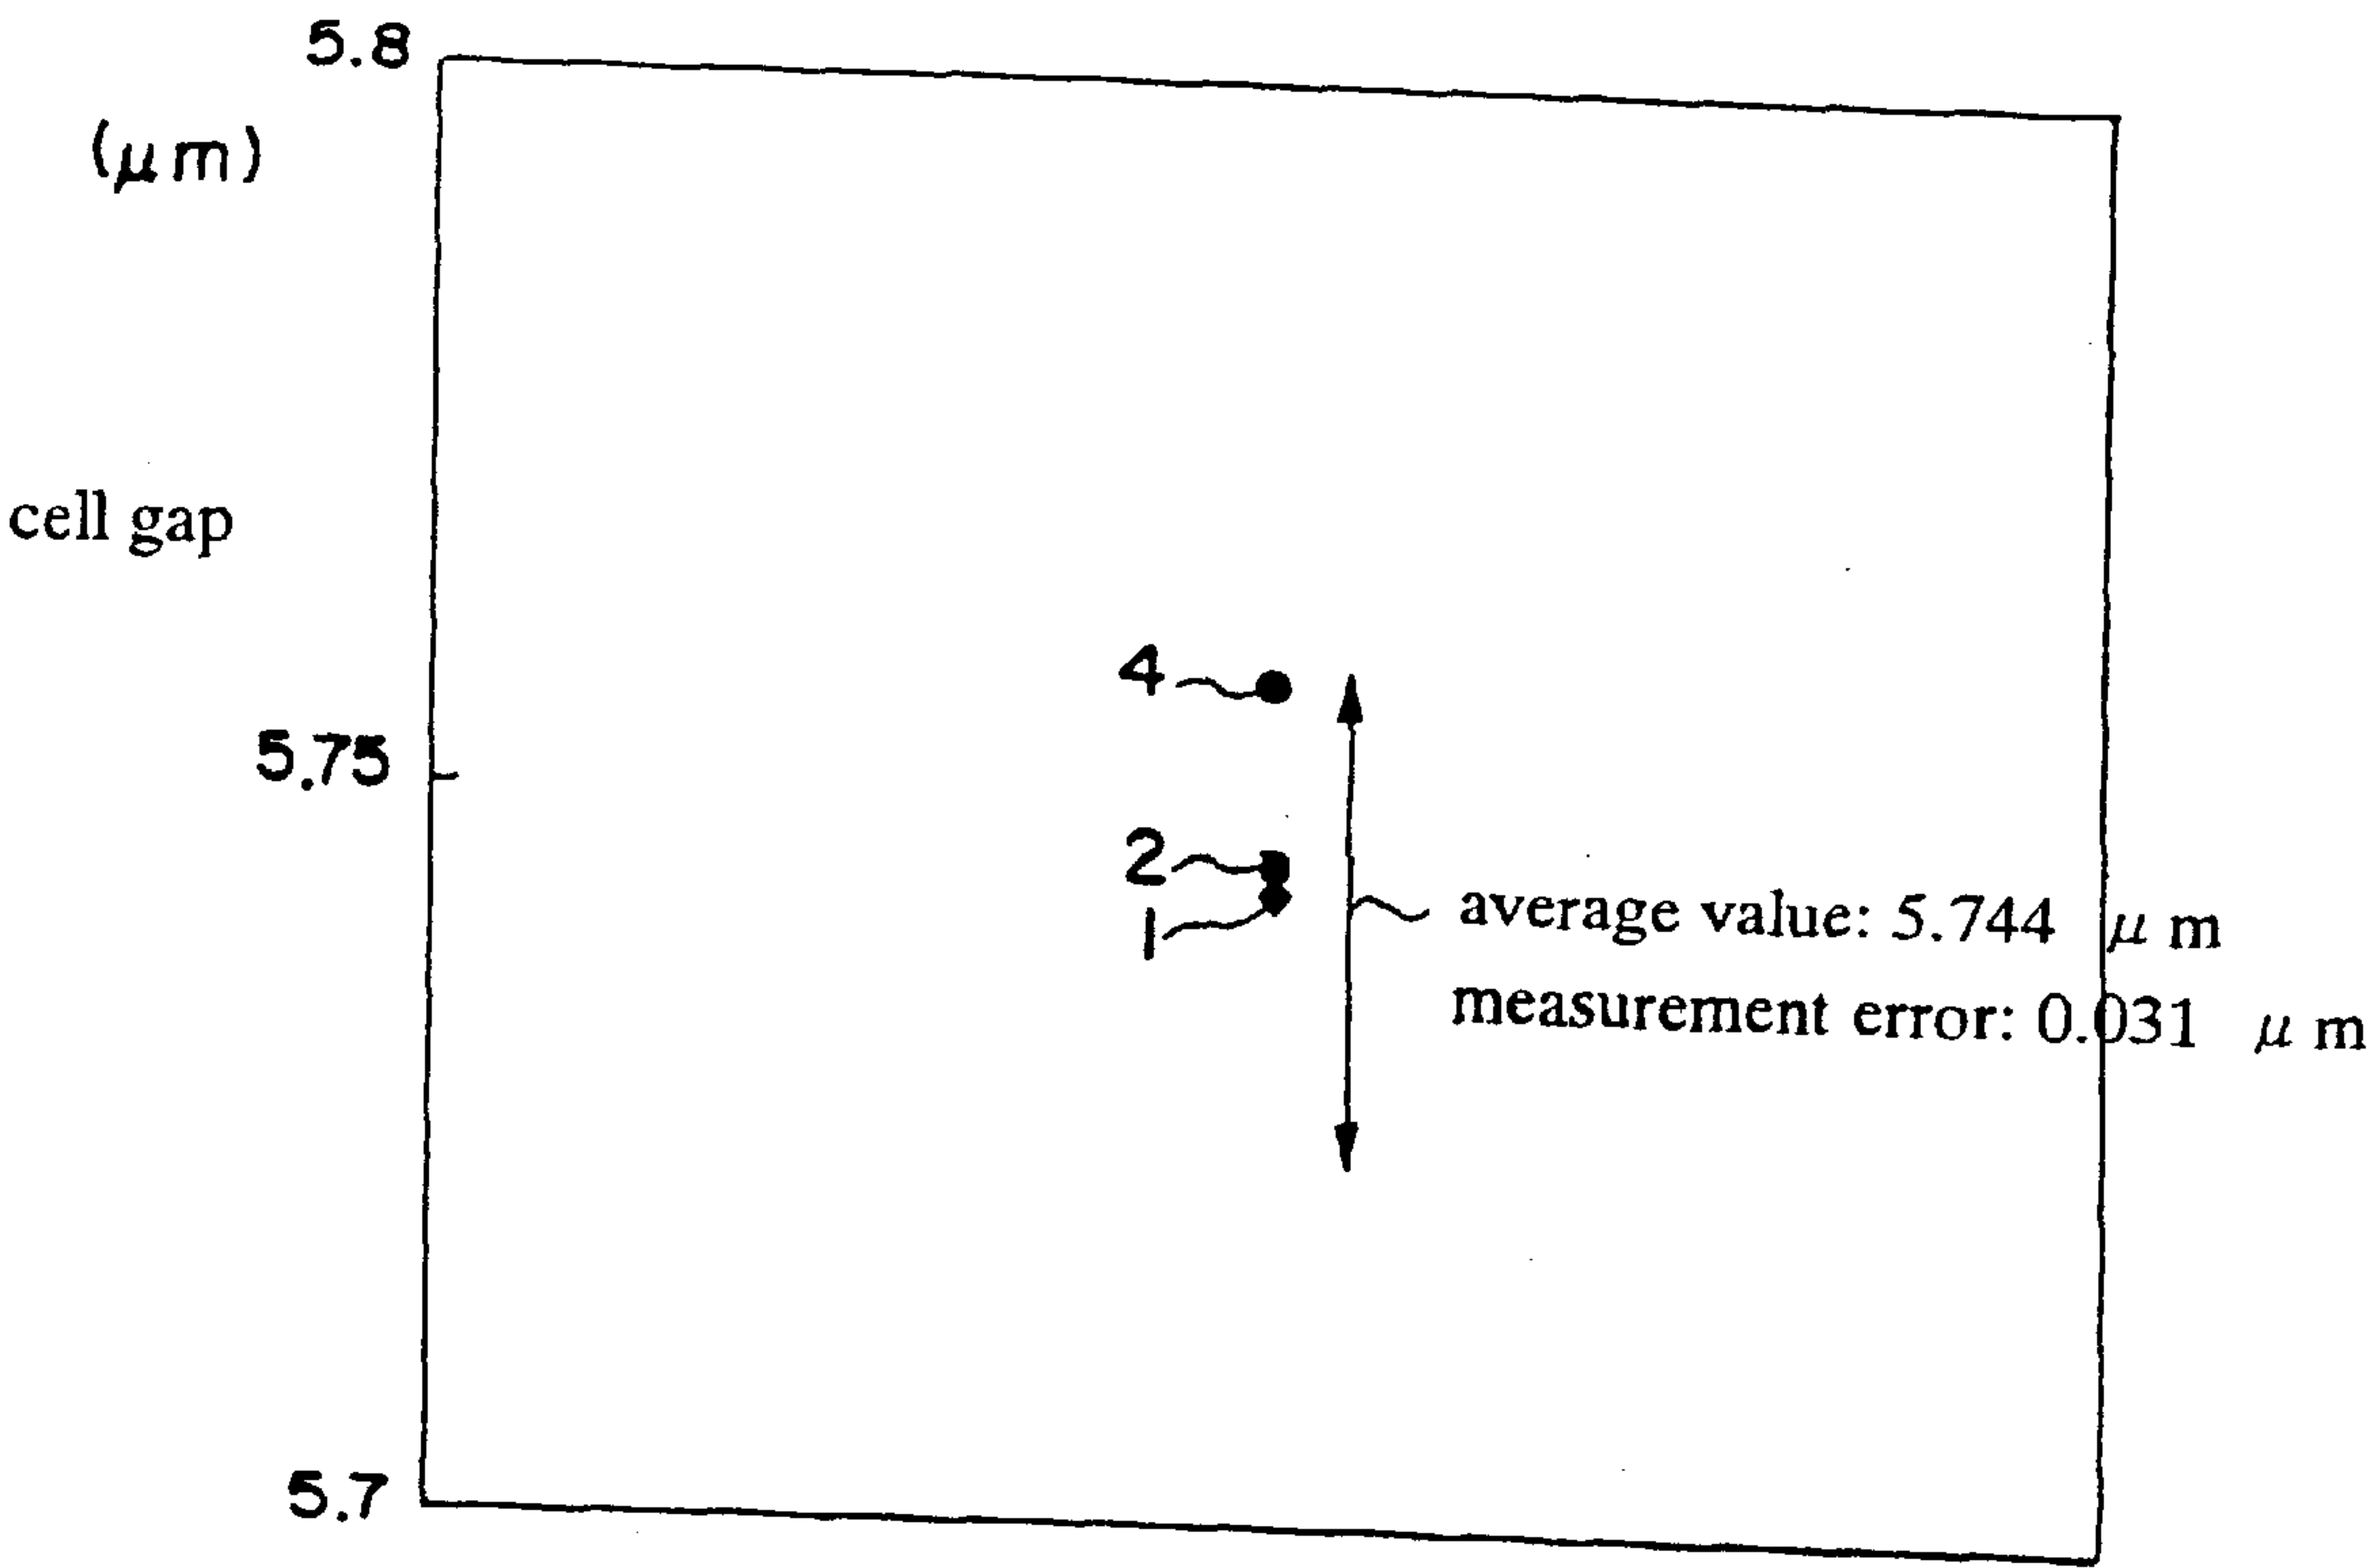 5.8
(μm)
cell gap
4
5.75
2
1
average value: 5.744 μm
measurement error: 0.031 μm
5.7